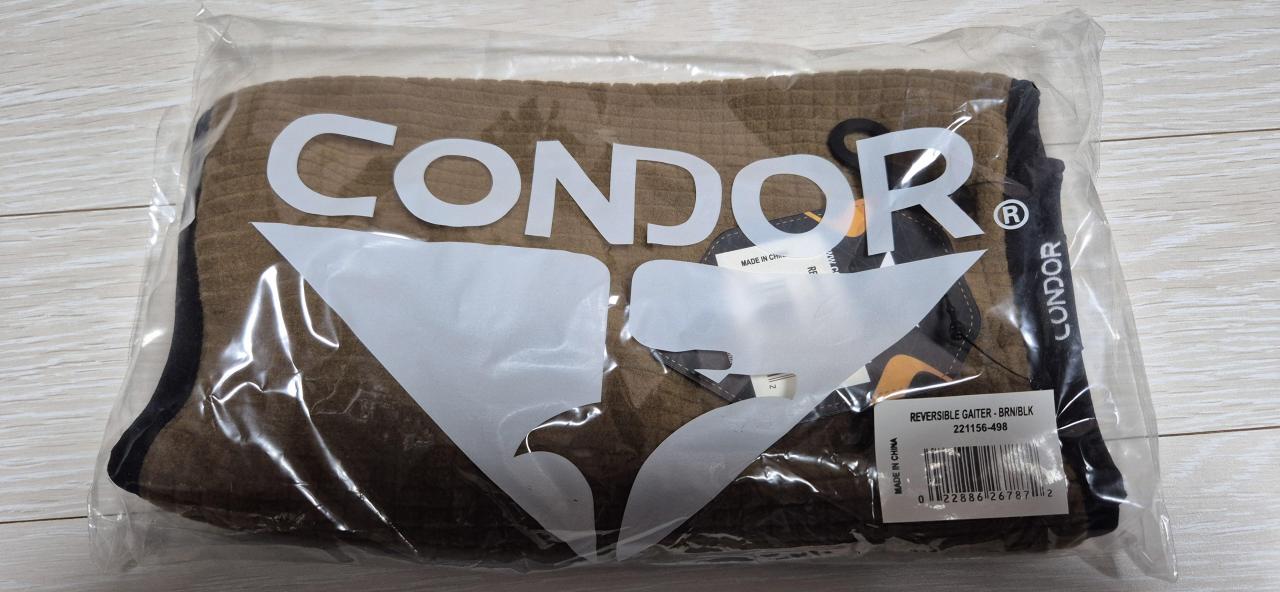 CONDOR®
CONDOR
MADE IN CHINA
REVERSIBLE GAITER - BRN/BLK
221156-498
MADE IN CHINA
0 22886 26787 2